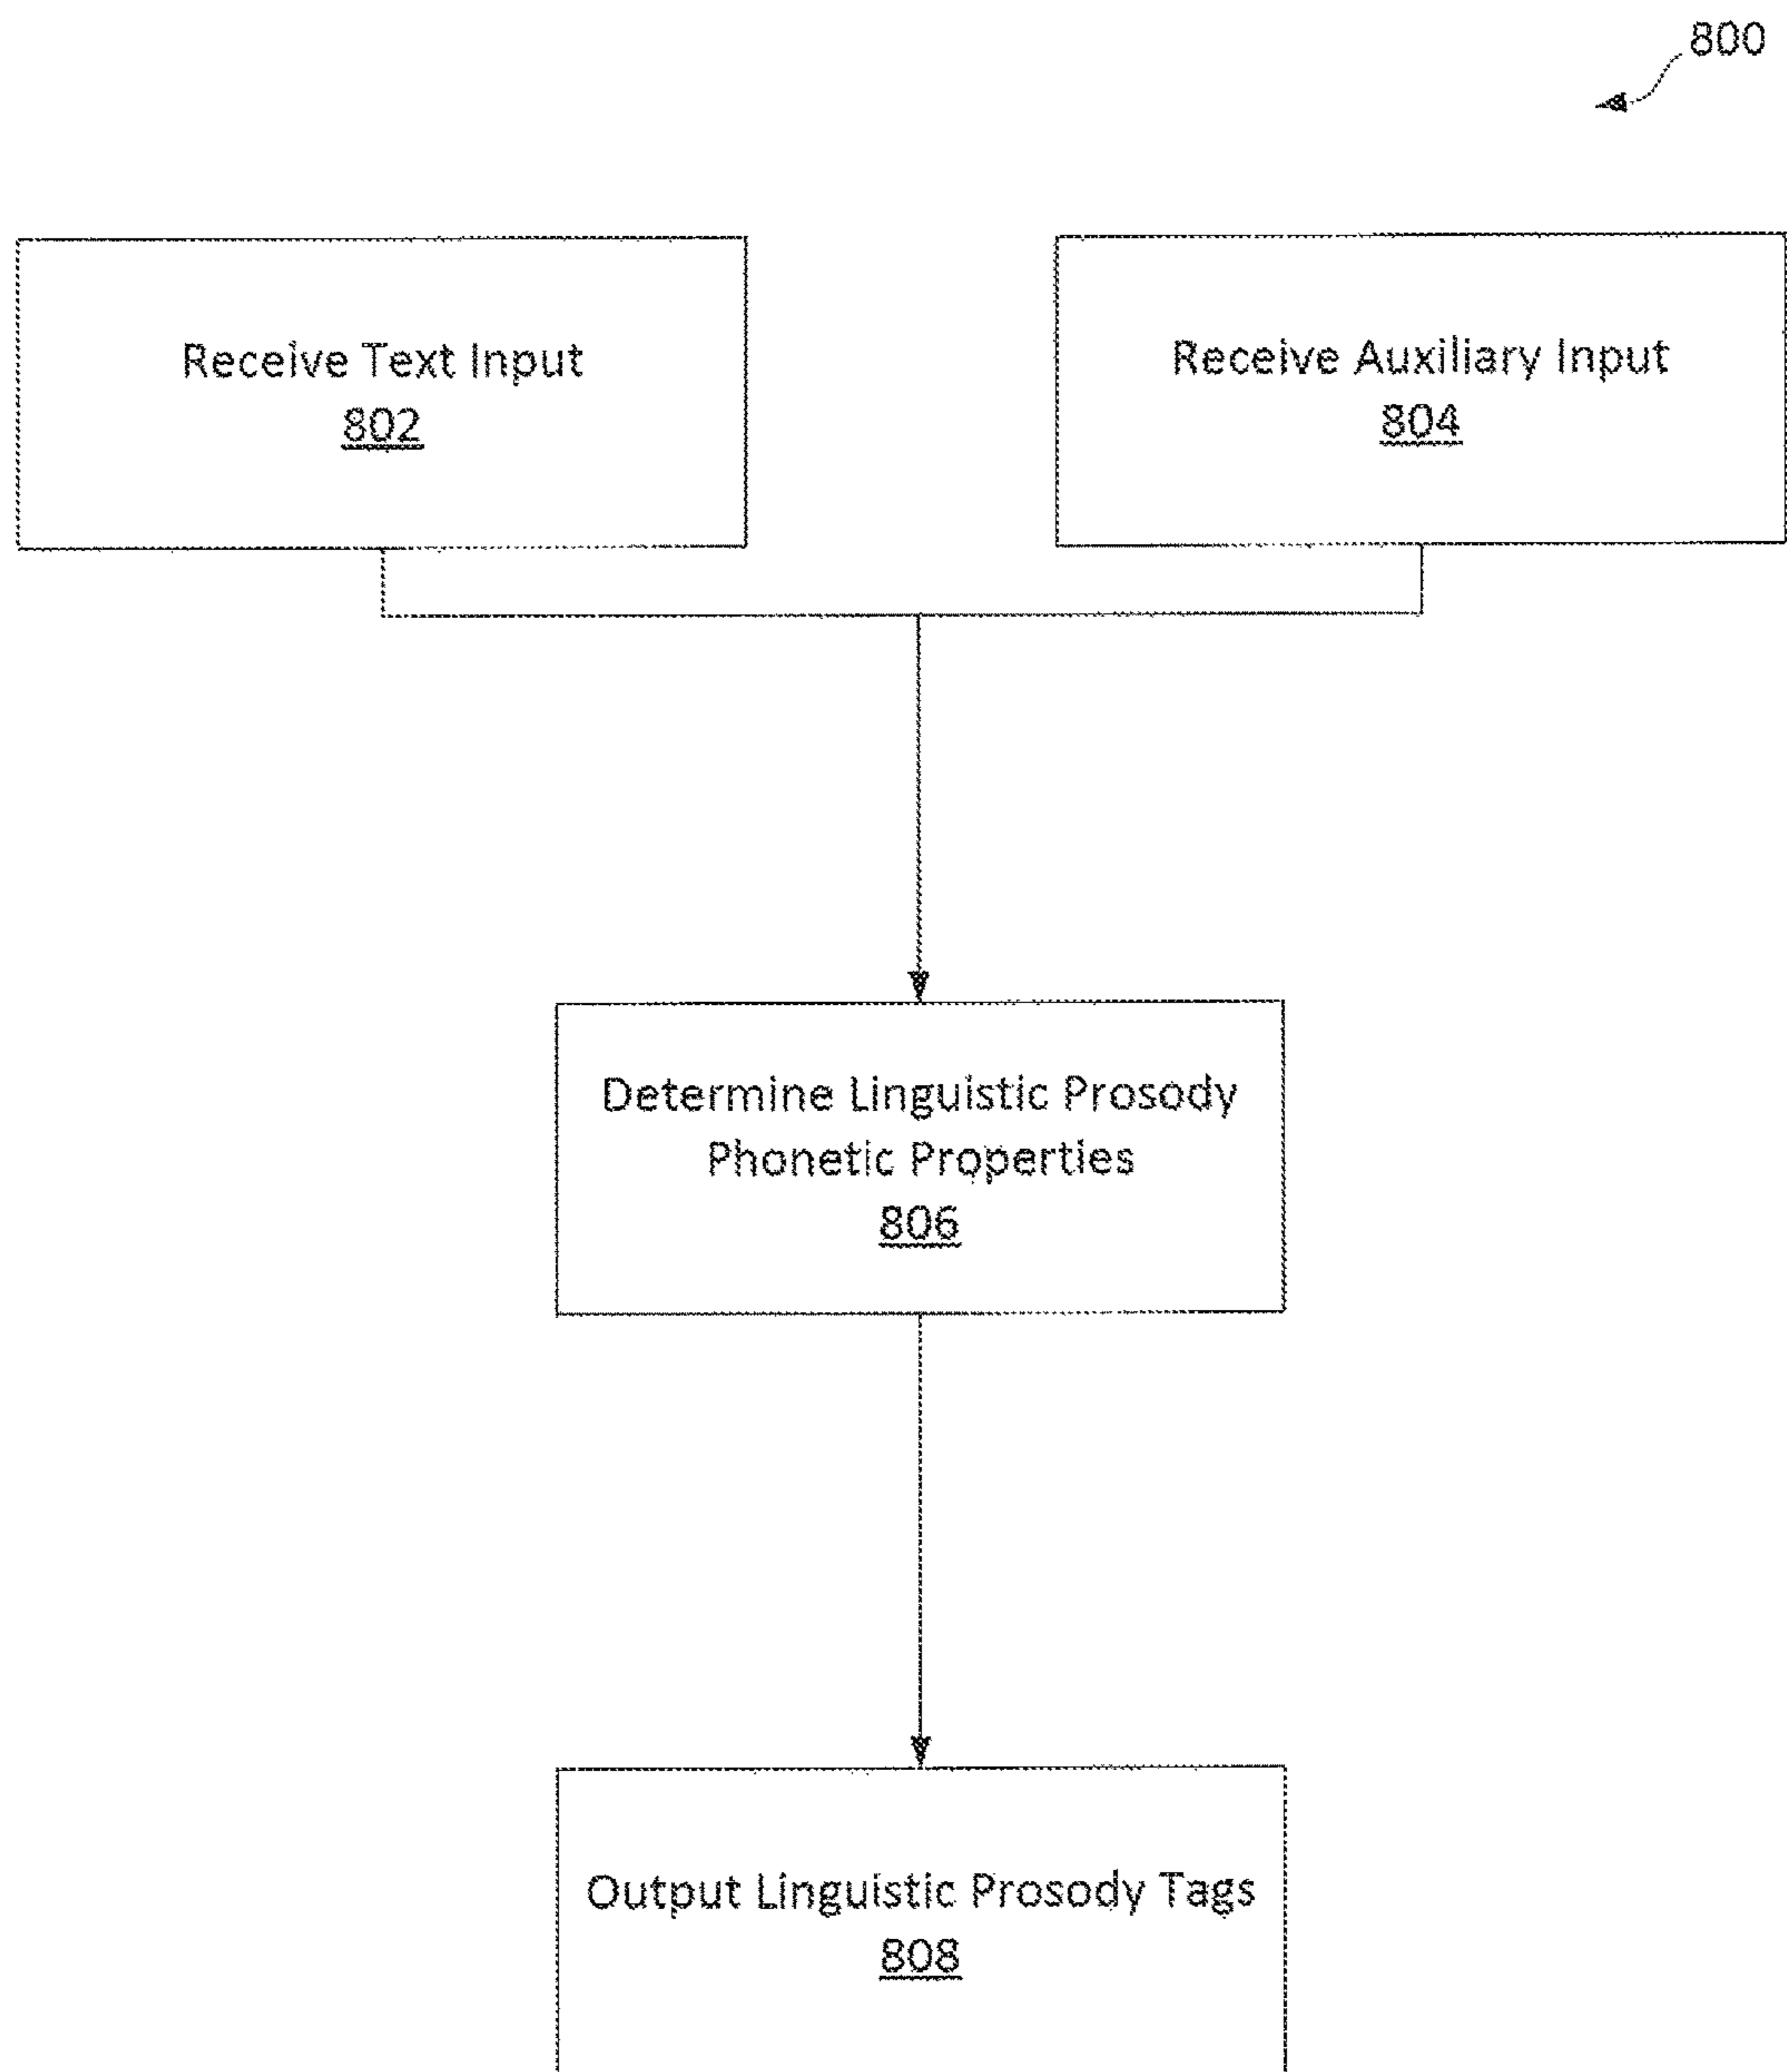 800
Receive Text Input
802
Receive Auxiliary Input
804
Determine Linguistic Prosody
Phonetic Properties
806
Output Linguistic Prosody Tags
808